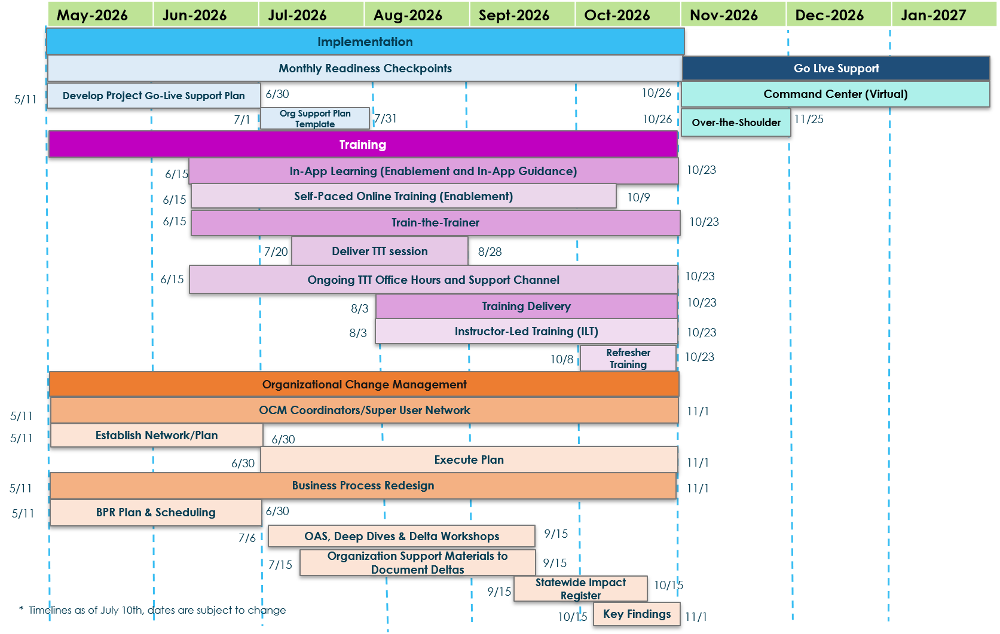 May-2026 Jun-2026 Jul-2026 Aug-2026 Sept-2026 Oct-2026 Nov-2026 Dec-2026 Jan-2027
Implementation
Monthly Readiness Checkpoints Go Live Support
5/11 Develop Project Go-Live Support Plan 6/30 10/26 Command Center (Virtual)
7/1 Org Support Plan
Template 7/31 10/26 Over-the-Shoulder 11/25
Training
6/15 In-App Learning (Enablement and In-App Guidance) 10/23
6/15 Self-Paced Online Training (Enablement) 10/9
6/15 Train-the-Trainer 10/23
7/20 Deliver TTT session 8/28
6/15 Ongoing TTT Office Hours and Support Channel 10/23
8/3 Training Delivery 10/23
8/3 Instructor-Led Training (ILT) 10/23
10/8 Refresher
Training 10/23
Organizational Change Management
5/11 OCM Coordinators/Super User Network 11/1
5/11 Establish Network/Plan 6/30
6/30 Execute Plan 11/1
5/11 Business Process Redesign 11/1
5/11 BPR Plan & Scheduling 6/30
7/6 OAS, Deep Dives & Delta Workshops 9/15
7/15 Organization Support Materials to
Document Deltas 9/15
9/15 Statewide Impact
Register 10/15
10/15 Key Findings 11/1
* Timelines as of July 10th, dates are subject to change